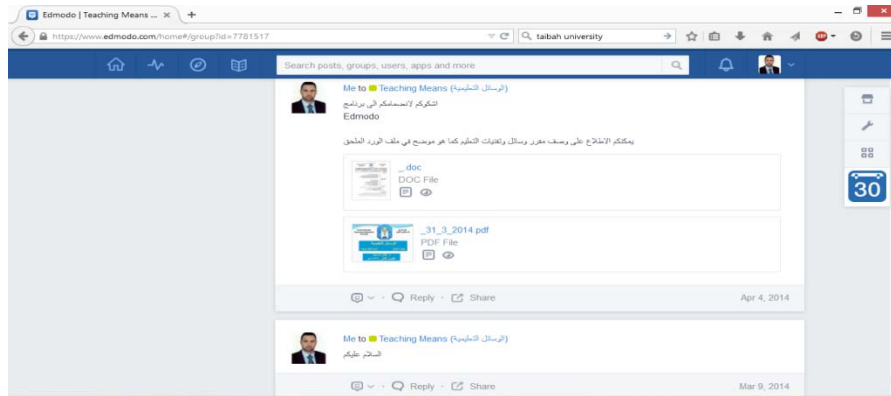 Edmodo | Teaching Means ...
https://www.edmodo.com/home#/group?id=7781517
taibah university
Search posts, groups, users, apps and more
Me to Teaching Means (الوسائل التعليمية)
اشكركم لانضمامكم الى برنامج
Edmodo
يمكنكم الاطلاع على وصف مقرر وسائل وتقنيات التعليم كما هو موضح في ملف الورد الملحق
_.doc
DOC File
_31_3_2014.pdf
PDF File
30
Reply · Share
Apr 4, 2014
Me to Teaching Means (الوسائل التعليمية)
السلام عليكم
Reply · Share
Mar 9, 2014